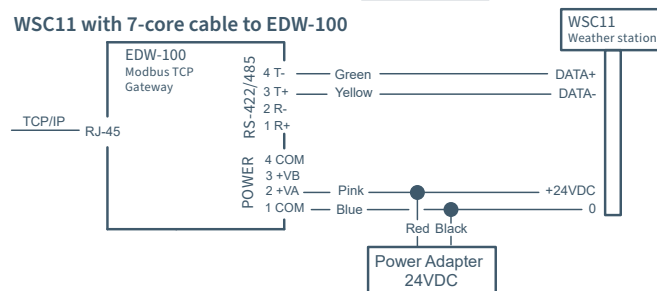 WSC11 with 7-core cable to EDW-100
WSC11
Weather station
EDW-100
Modbus TCP
Gateway
RS-422/485
4 T- Green DATA+
3 T+ Yellow DATA-
2 R-
1 R+
TCP/IP
RJ-45
POWER
4 COM
3 +VB
2 +VA Pink +24VDC
1 COM Blue 0
Red Black
Power Adapter
24VDC